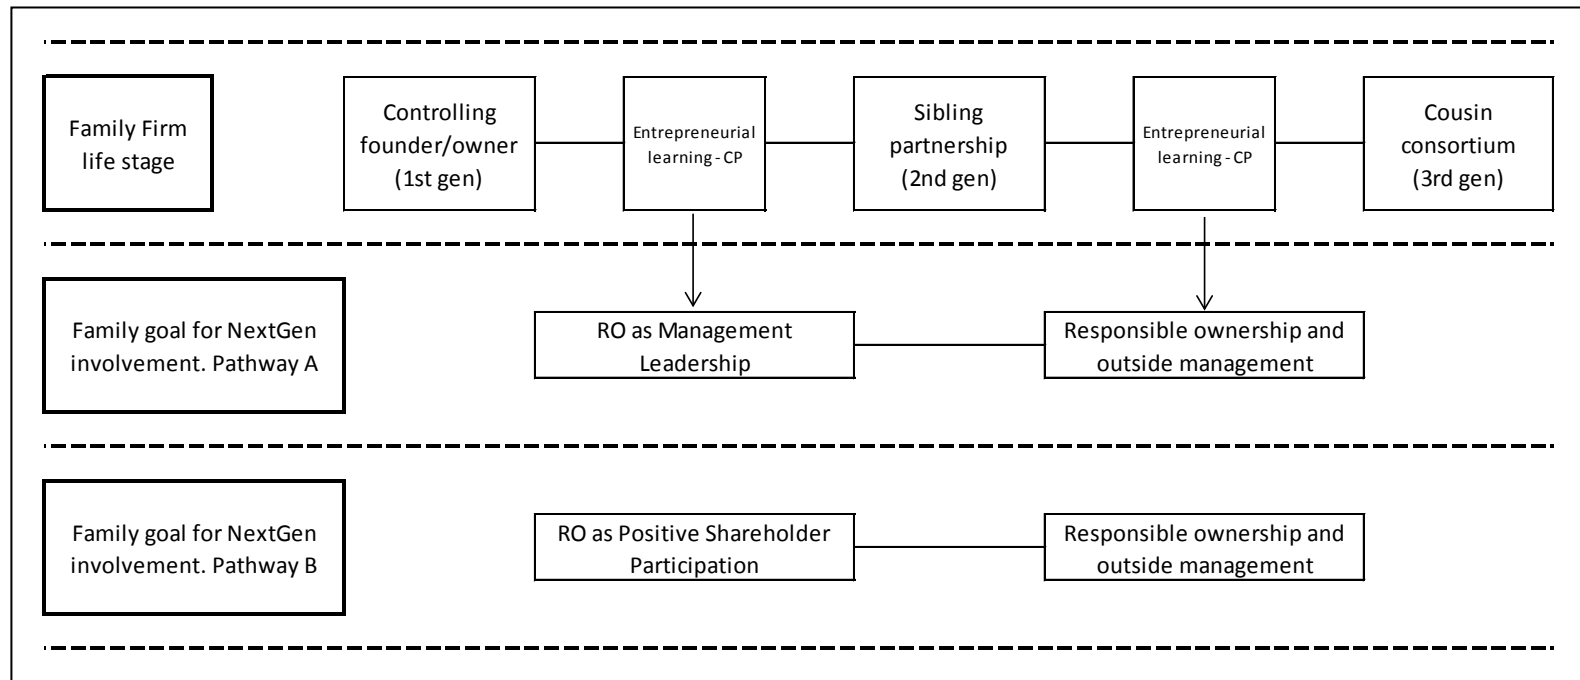 Family Firm
life stage
Controlling
founder/owner
(1st gen)
Entrepreneurial
learning - CP
Sibling
partnership
(2nd gen)
Entrepreneurial
learning - CP
Cousin
consortium
(3rd gen)
Family goal for NextGen
involvement. Pathway A
RO as Management
Leadership
Responsible ownership and
outside management
Family goal for NextGen
involvement. Pathway B
RO as Positive Shareholder
Participation
Responsible ownership and
outside management